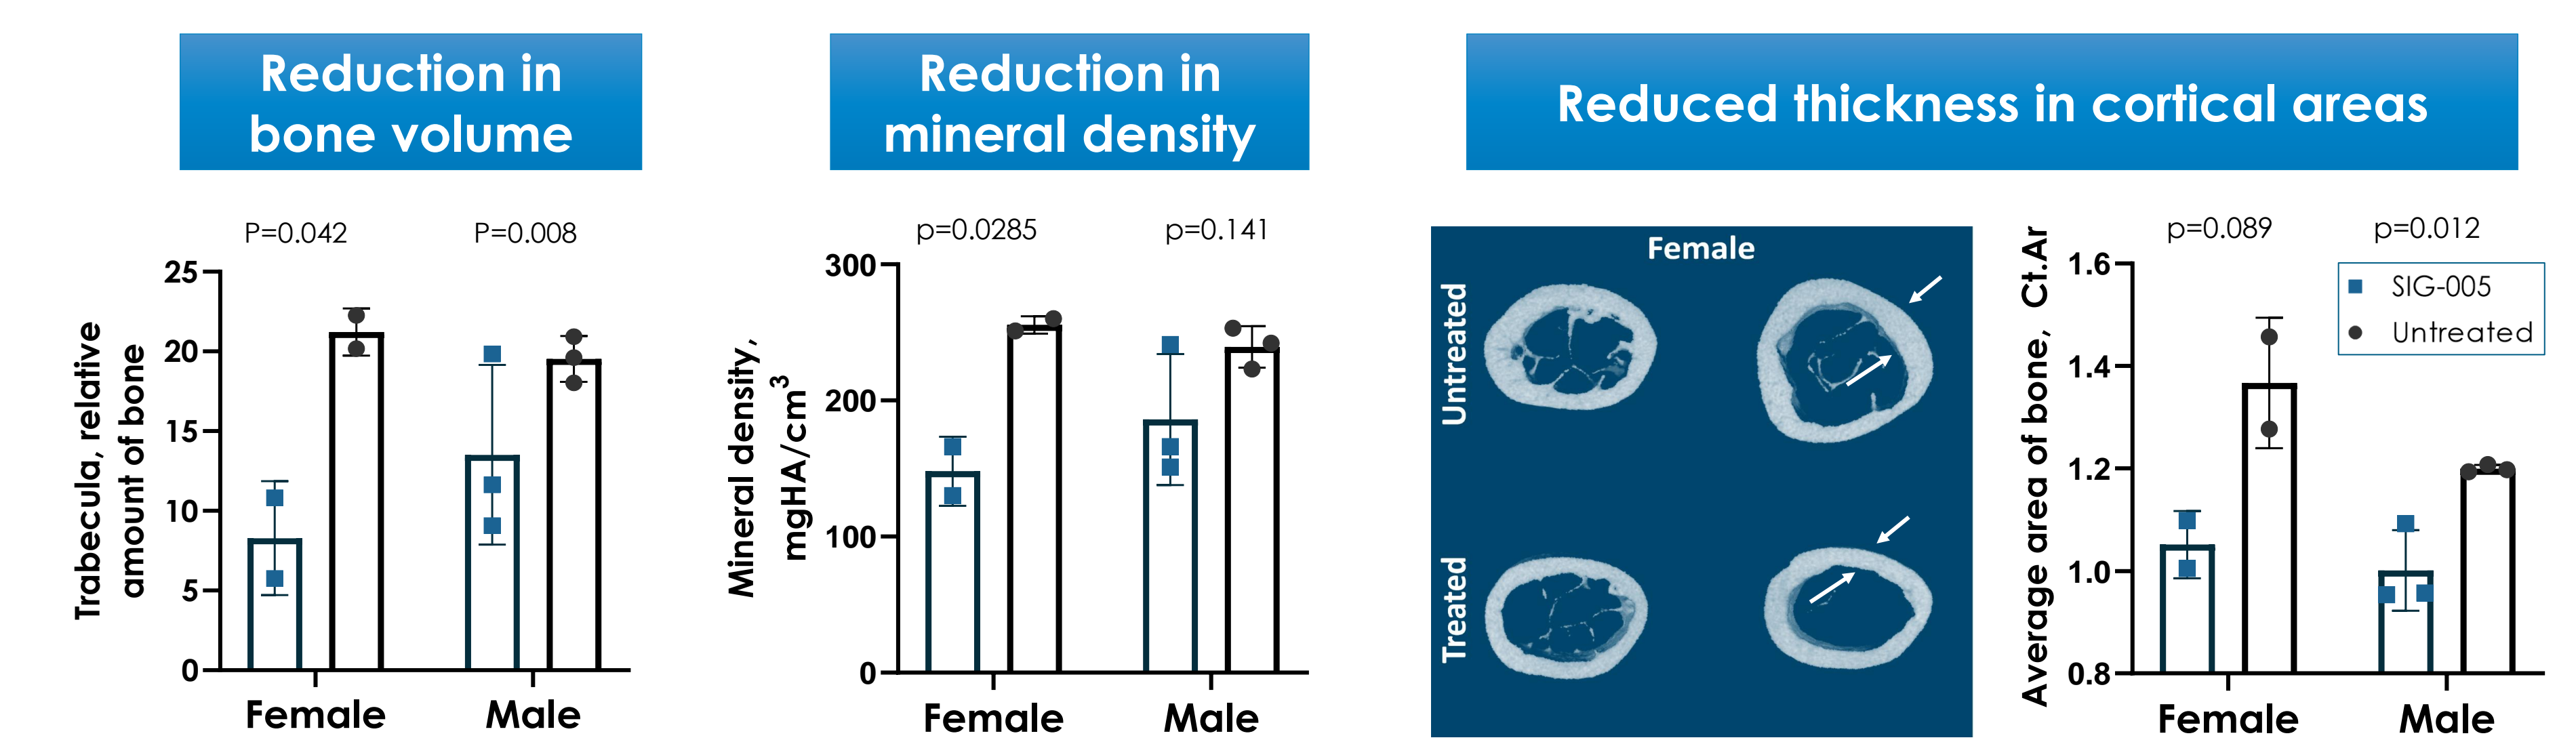 Reduction in
bone volume
P=0.042
P=0.008
Trabecula, relative
amount of bone
25
20
15
10
5
0
Female
Male
Reduction in
mineral density
p=0.0285
p=0.141
Mineral density,
mgHA/cm³
300
200
100
0
Female
Male
Reduced thickness in cortical areas
Female
Untreated
Treated
p=0.089
p=0.012
Average area of bone, Ct.Ar
1.6
1.4
1.2
1.0
0.8
SIG-005
Untreated
Female
Male